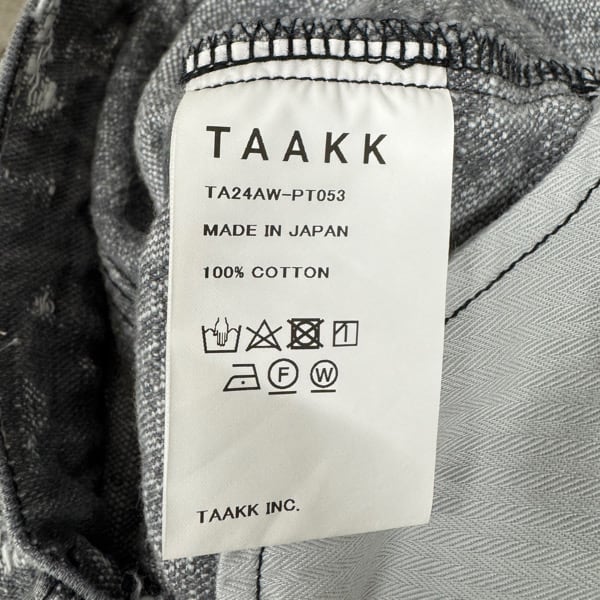 TAAKK
TA24AW-PT053
MADE IN JAPAN
100% COTTON
F W
TAAKK INC.